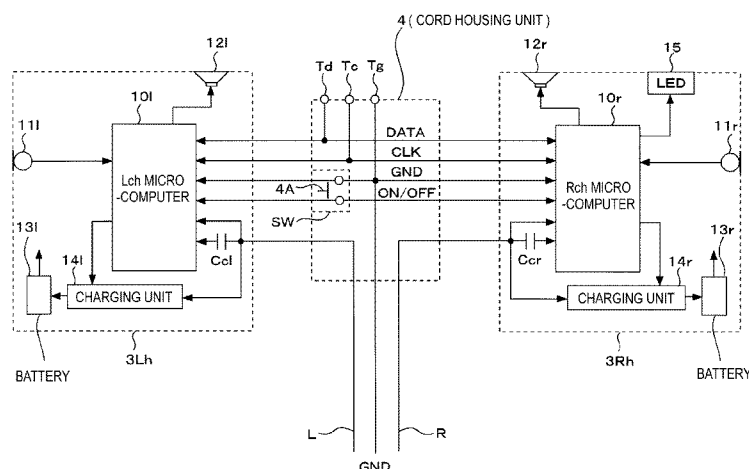 4 ( CORD HOUSING UNIT )
12l
Td
Tc
Tg
12r
15
LED
10l
10r
11l
11r
DATA
CLK
GND
ON/OFF
Lch MICRO
-COMPUTER
Rch MICRO
-COMPUTER
4A
SW
13l
14l
Ccl
Ccr
14r
13r
CHARGING UNIT
CHARGING UNIT
3Lh
3Rh
BATTERY
BATTERY
L
R
GND